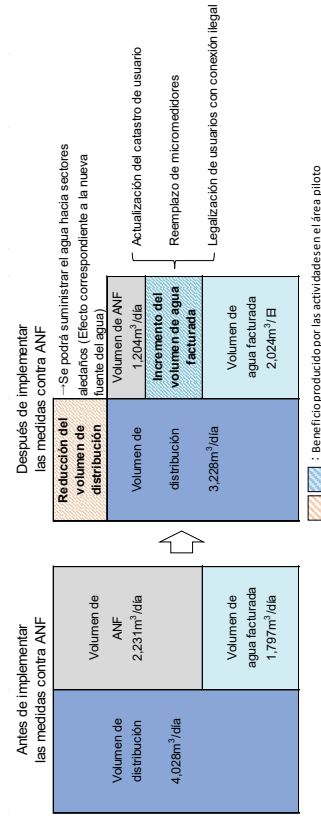 Antes de implementar
las medidas contra ANF
Volumen de
distribución
4,028m³/día
Volumen de
ANF
2,231m³/día
Volumen de
agua facturada
1,797m³/día
Después de implementar
las medidas contra ANF
Reducción del
volumen de
distribución
→Se podrá suministrar el agua hacia sectores
aledaños (Efecto correspondiente a la nueva
fuente del agua)
Volumen de
distribución
3,228m³/día
Volumen de ANF
1,204m³/día
Incremento del
volumen de agua
facturada
Volumen de
agua facturada
2,024m³/日
Actualización del catastro de usuario
Reemplazo de micromedidores
Legalización de usuarios con conexión ilegal
: Beneficio producido por las actividades en el área piloto